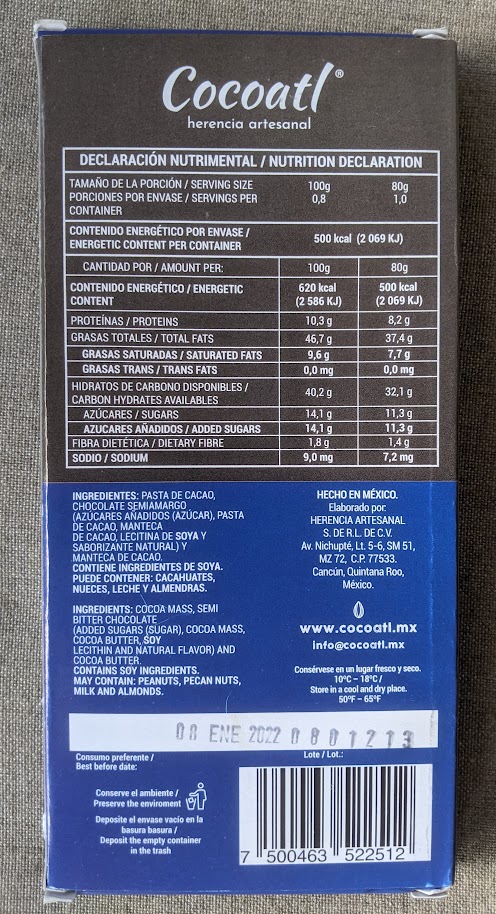 Cocoatl®
herencia artesanal
DECLARACIÓN NUTRIMENTAL / NUTRITION DECLARATION
TAMAÑO DE LA PORCIÓN / SERVING SIZE 100g 80g
PORCIONES POR ENVASE / SERVINGS PER 0,8 1,0
CONTAINER
CONTENIDO ENERGÉTICO POR ENVASE /
ENERGETIC CONTENT PER CONTAINER 500 kcal (2 069 KJ)
CANTIDAD POR / AMOUNT PER: 100g 80g
CONTENIDO ENERGÉTICO / ENERGETIC 620 kcal 500 kcal
CONTENT (2 586 KJ) (2 069 KJ)
PROTEÍNAS / PROTEINS 10,3 g 8,2 g
GRASAS TOTALES / TOTAL FATS 46,7 g 37,4 g
GRASAS SATURADAS / SATURATED FATS 9,6 g 7,7 g
GRASAS TRANS / TRANS FATS 0,0 mg 0,0 mg
HIDRATOS DE CARBONO DISPONIBLES /
CARBON HYDRATES AVAILABLES 40,2 g 32,1 g
AZÚCARES / SUGARS 14,1 g 11,3 g
AZUCARES AÑADIDOS / ADDED SUGARS 14,1 g 11,3 g
FIBRA DIETÉTICA / DIETARY FIBRE 1,8 g 1,4 g
SODIO / SODIUM 9,0 mg 7,2 mg
INGREDIENTES: PASTA DE CACAO,
CHOCOLATE SEMIAMARGO
(AZÚCARES AÑADIDOS (AZÚCAR), PASTA
DE CACAO, MANTECA
DE CACAO, LECITINA DE SOYA Y
SABORIZANTE NATURAL) Y
MANTECA DE CACAO.
CONTIENE INGREDIENTES DE SOYA.
PUEDE CONTENER: CACAHUATES,
NUECES, LECHE Y ALMENDRAS.
INGREDIENTS: COCOA MASS, SEMI
BITTER CHOCOLATE
(ADDED SUGARS (SUGAR), COCOA MASS,
COCOA BUTTER, SOY
LECITHIN AND NATURAL FLAVOR) AND
COCOA BUTTER.
CONTAINS SOY INGREDIENTS.
MAY CONTAIN: PEANUTS, PECAN NUTS,
MILK AND ALMONDS.
HECHO EN MÉXICO.
Elaborado por:
HERENCIA ARTESANAL
S. DE R.L. DE C.V.
Av. Nichupté, Lt. 5-6, SM 51,
MZ 72, C.P. 77533.
Cancún, Quintana Roo,
México.
www.cocoatl.mx
info@cocoatl.mx
Consérvese en un lugar fresco y seco.
10ºC – 18ºC /
Store in a cool and dry place.
50ºF – 65ºF
08 ENE 2022 0801213
Consumo preferente /
Best before date:
Lote / Lot.:
Conserve el ambiente /
Preserve the enviroment
Deposite el envase vacío en la
basura basura /
Deposit the empty container
in the trash
7 500463 522512